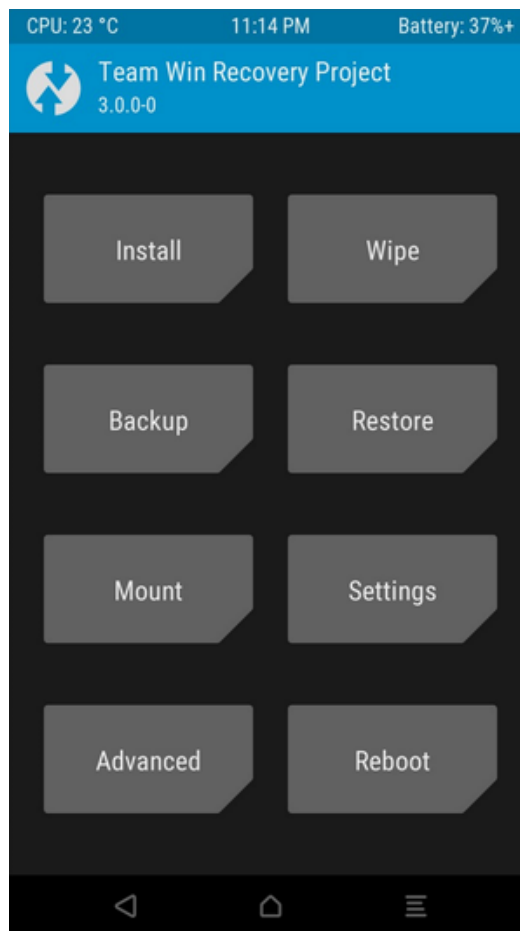 CPU: 23 °C 11:14 PM Battery: 37%+
Team Win Recovery Project
3.0.0-0
Install Wipe
Backup Restore
Mount Settings
Advanced Reboot